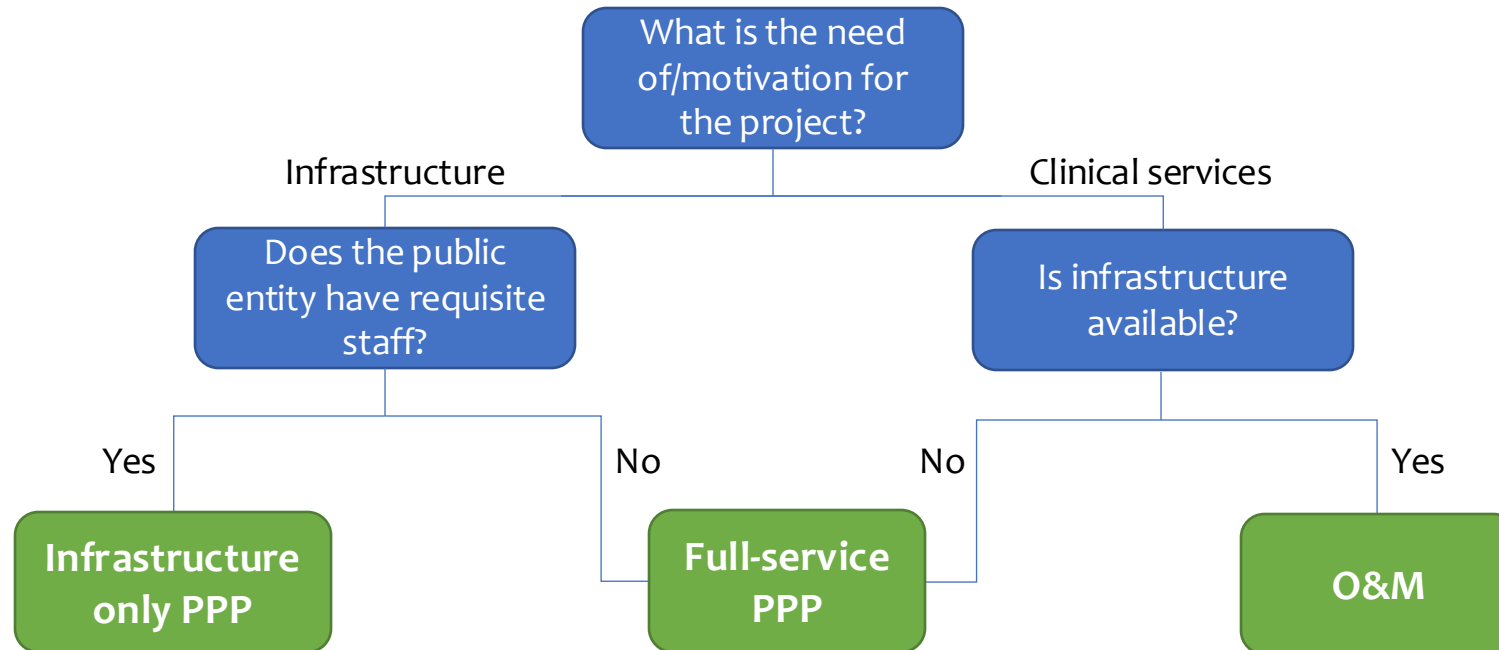 What is the need
of/motivation for
the project?
Infrastructure
Clinical services
Does the public
entity have requisite
staff?
Is infrastructure
available?
Yes
No
No
Yes
Infrastructure
only PPP
Full-service
PPP
O&M